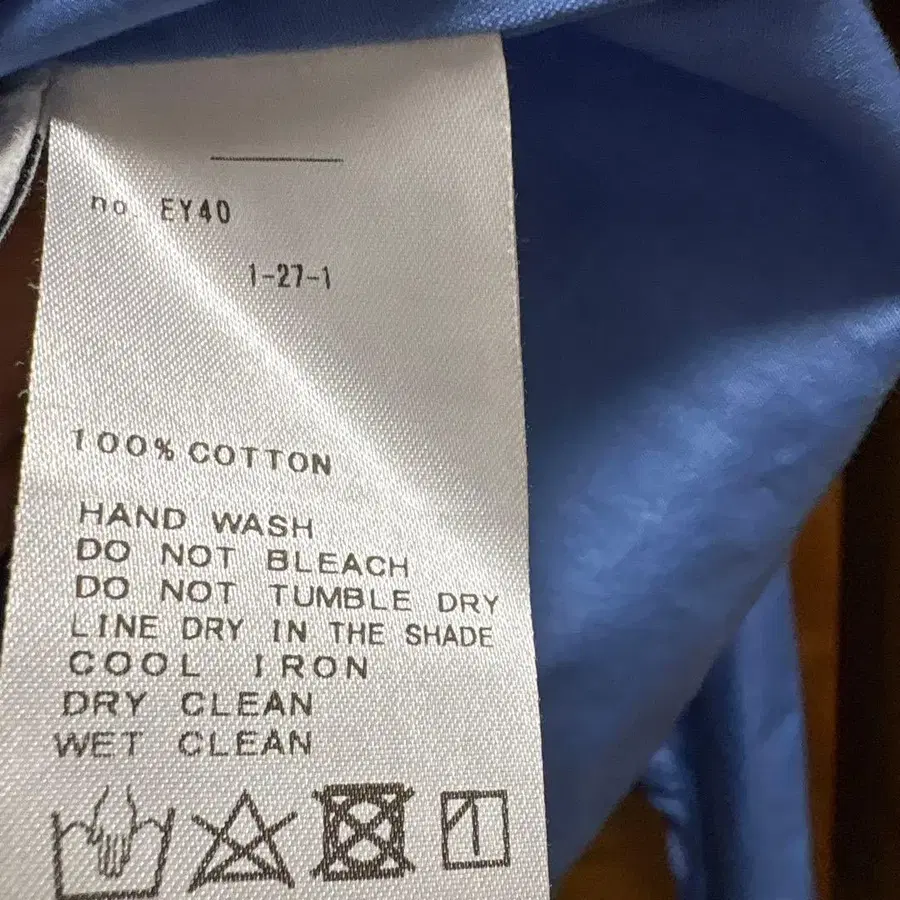 no. EY40
1-27-1
100% COTTON
HAND WASH
DO NOT BLEACH
DO NOT TUMBLE DRY
LINE DRY IN THE SHADE
COOL IRON
DRY CLEAN
WET CLEAN